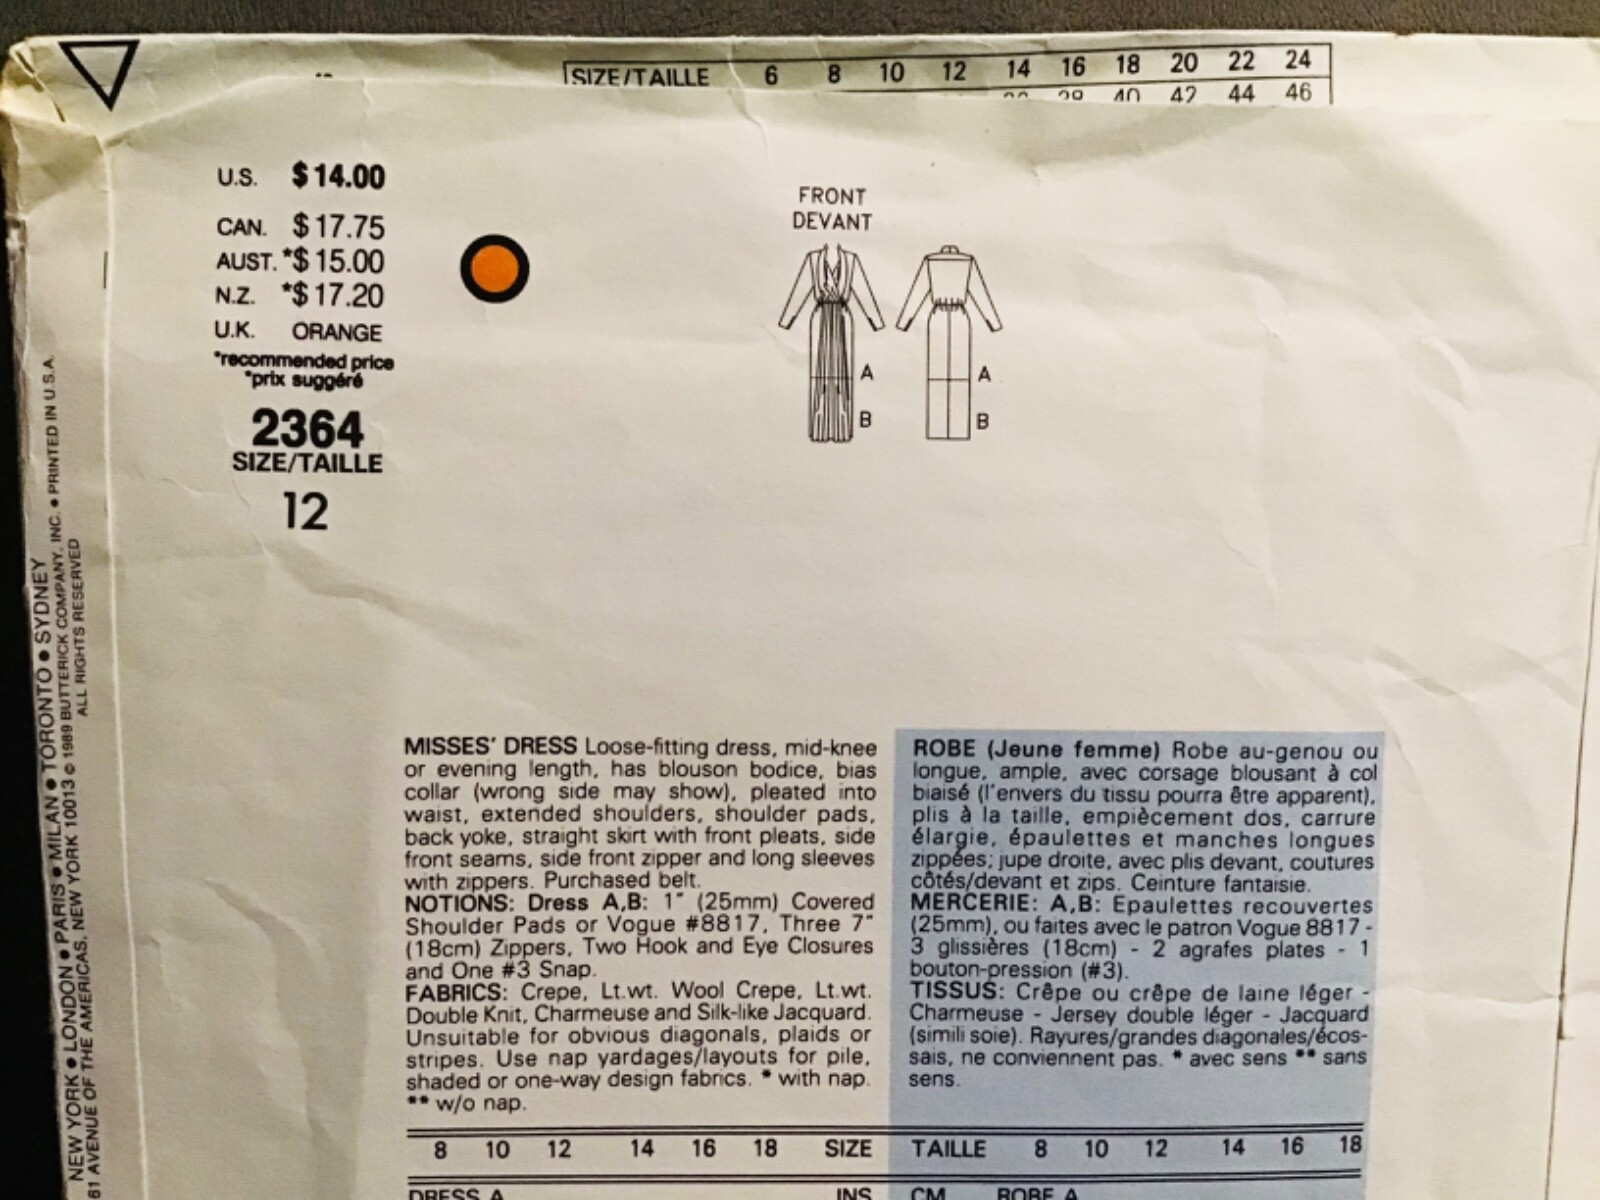 SIZE/TAILLE 6 8 10 12 14 16 18 20 22 24
40 42 44 46
U.S. $14.00
CAN. $17.75
AUST. *$15.00
N.Z. *$17.20
U.K. ORANGE
*recommended price
*prix suggéré
2364
SIZE/TAILLE
12
FRONT
DEVANT
A
B
A
B
NEW YORK ● LONDON ● PARIS ● MILAN ● TORONTO ● SYDNEY
61 AVENUE OF THE AMERICAS, NEW YORK, NEW YORK 10013 © 1989 BUTTERICK COMPANY, INC. ● PRINTED IN U.S.A.
ALL RIGHTS RESERVED
MISSES' DRESS Loose-fitting dress, mid-knee
or evening length, has blouson bodice, bias
collar (wrong side may show), pleated into
waist, extended shoulders, shoulder pads,
back yoke, straight skirt with front pleats, side
front seams, side front zipper and long sleeves
with zippers. Purchased belt.
NOTIONS: Dress A,B: 1" (25mm) Covered
Shoulder Pads or Vogue #8817, Three 7"
(18cm) Zippers, Two Hook and Eye Closures
and One #3 Snap.
FABRICS: Crepe, Lt.wt. Wool Crepe, Lt.wt.
Double Knit, Charmeuse and Silk-like Jacquard.
Unsuitable for obvious diagonals, plaids or
stripes. Use nap yardages/layouts for pile,
shaded or one-way design fabrics. * with nap.
** w/o nap.
ROBE (Jeune femme) Robe au-genou ou
longue, ample, avec corsage blousant à col
biaisé (l'envers du tissu pourra être apparent),
plis à la taille, empiècement dos, carrure
élargie, épaulettes et manches longues
zippées; jupe droite, avec plis devant, coutures
côtés/devant et zips. Ceinture fantaisie.
MERCERIE: A,B: Epaulettes recouvertes
(25mm), ou faites avec le patron Vogue 8817 -
3 glissières (18cm) - 2 agrafes plates - 1
bouton-pression (#3).
TISSUS: Crêpe ou crêpe de laine léger -
Charmeuse - Jersey double léger - Jacquard
(simili soie). Rayures/grandes diagonales/écos-
sais, ne conviennent pas. * avec sens ** sans
sens.
8 10 12 14 16 18 SIZE TAILLE 8 10 12 14 16 18
DRESS A INS CM ROBE A